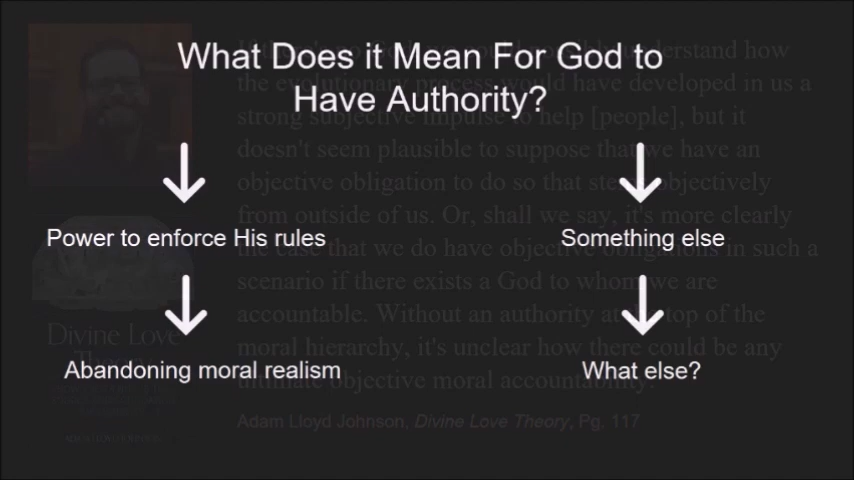 What Does it Mean For God to
Have Authority?
Power to enforce His rules
Something else
Abandoning moral realism
What else?
understand how
the evolutionary process would have developed in us a
strong subjective impulse to help [people], but it
doesn't seem plausible to suppose that we have an
objective obligation to do so that objectively
from outside of us. Or, shall we say, it's more clearly
the case that we do have objective obligations in such a
scenario if there exists a God to whom we are
accountable. Without an authority at top of the
moral hierarchy, it's unclear how there could be any
ultimate objective moral accountability.
Adam Lloyd Johnson, Divine Love Theory, Pg. 117
Divine Love
Theory